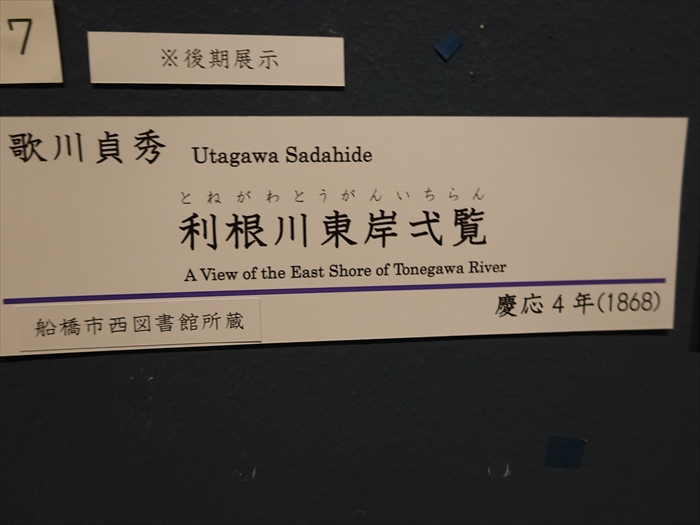 7
※後期展示
歌川貞秀 Utagawa Sadahide
とねがわとうがんいちらん
利根川東岸弌覧
A View of the East Shore of Tonegawa River
慶応4年(1868)
船橋市西図書館所蔵